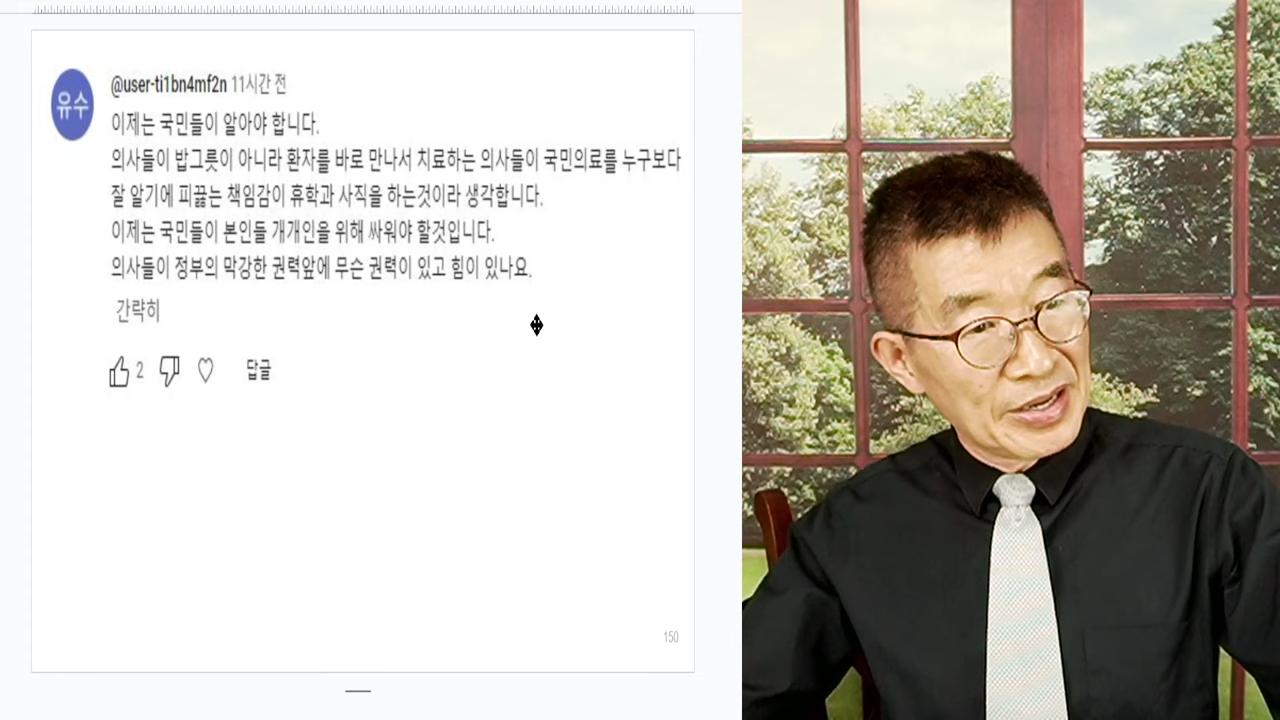 유수
@user-ti1bn4mf2n 11시간 전
이제는 국민들이 알아야 합니다.
의사들이 밥그릇이 아니라 환자를 바로 만나서 치료하는 의사들이 국민의료를 누구보다
잘 알기에 피끓는 책임감이 휴학과 사직을 하는것이라 생각합니다.
이제는 국민들이 본인들 개개인을 위해 싸워야 할것입니다.
의사들이 정부의 막강한 권력앞에 무슨 권력이 있고 힘이 있나요.
간략히
2 답글
150